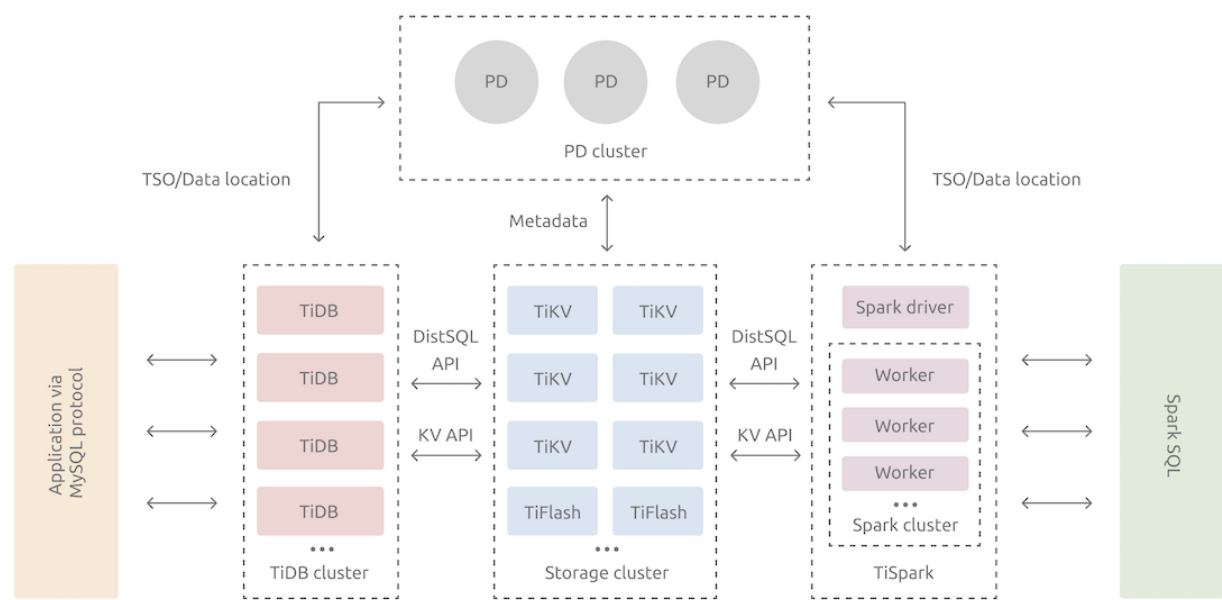 PD
PD
PD
PD cluster
TSO/Data location
TSO/Data location
Metadata
Application via
MySQL protocol
TiDB
TiDB
TiDB
TiDB
•••
TiDB cluster
DistSQL
API
KV API
TiKV
TiKV
TiKV
TiKV
TiKV
TiKV
TiFlash
TiFlash
•••
Storage cluster
DistSQL
API
KV API
Spark driver
Worker
Worker
Worker
•••
Spark cluster
TiSpark
Spark SQL